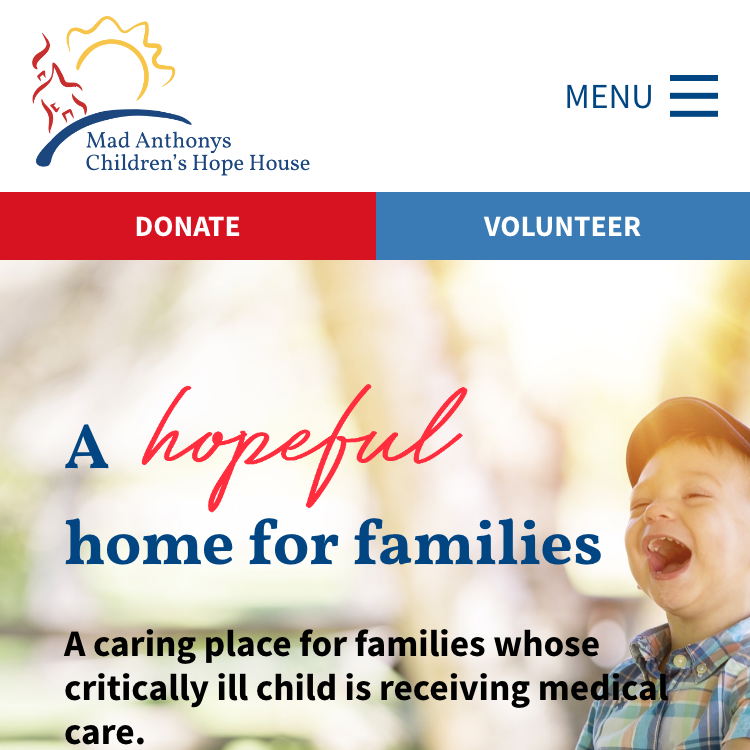 Mad Anthonys
Children's Hope House
MENU
DONATE
VOLUNTEER
A hopeful
home for families
A caring place for families whose
critically ill child is receiving medical
care.